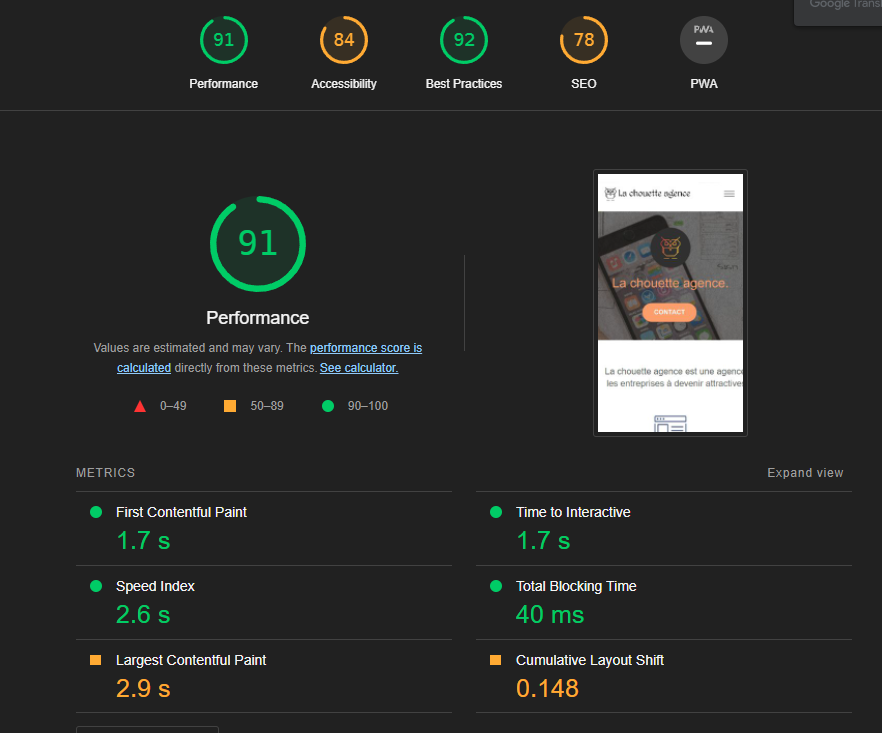 Google Transl
91
84
92
78
PWA
Performance
Accessibility
Best Practices
SEO
PWA
91
Performance
Values are estimated and may vary. The performance score is
calculated directly from these metrics. See calculator.
0–49
50–89
90–100
La chouette agence
La chouette agence.
CONTACT
La chouette agence est une agence
les entreprises à devenir attractives
METRICS
Expand view
First Contentful Paint
1.7 s
Time to Interactive
1.7 s
Speed Index
2.6 s
Total Blocking Time
40 ms
Largest Contentful Paint
2.9 s
Cumulative Layout Shift
0.148